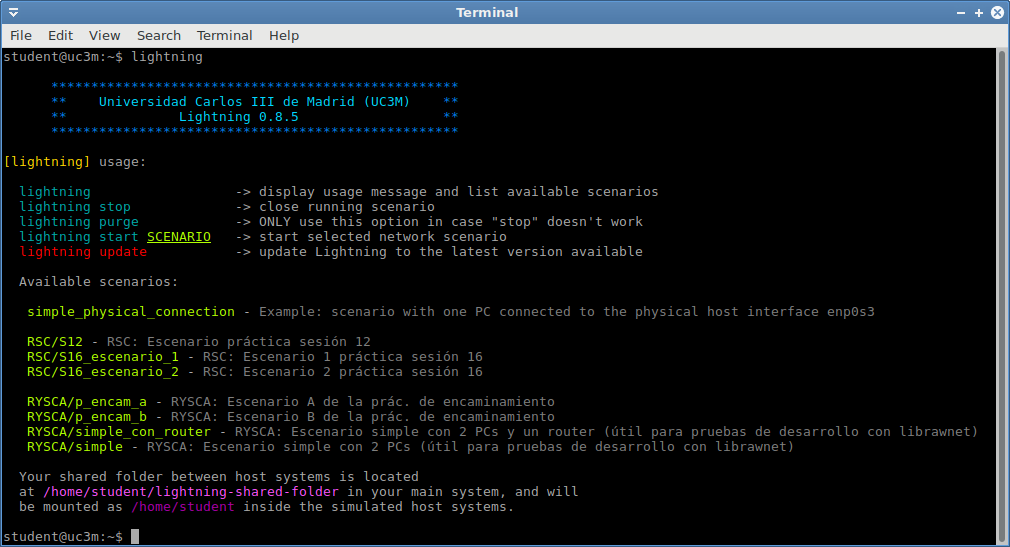 Terminal
File Edit View Search Terminal Help
student@uc3m:~$ lightning
***************************************************
** Universidad Carlos III de Madrid (UC3M) **
** Lightning 0.8.5 **
***************************************************
[lightning] usage:
lightning -> display usage message and list available scenarios
lightning stop -> close running scenario
lightning purge -> ONLY use this option in case "stop" doesn't work
lightning start SCENARIO -> start selected network scenario
lightning update -> update Lightning to the latest version available
Available scenarios:
simple_physical_connection - Example: scenario with one PC connected to the physical host interface enp0s3
RSC/S12 - RSC: Escenario práctica sesión 12
RSC/S16_escenario_1 - RSC: Escenario 1 práctica sesión 16
RSC/S16_escenario_2 - RSC: Escenario 2 práctica sesión 16
RYSCA/p_encam_a - RYSCA: Escenario A de la prác. de encaminamiento
RYSCA/p_encam_b - RYSCA: Escenario B de la prác. de encaminamiento
RYSCA/simple_con_router - RYSCA: Escenario simple con 2 PCs y un router (útil para pruebas de desarrollo con librawnet)
RYSCA/simple - RYSCA: Escenario simple con 2 PCs (útil para pruebas de desarrollo con librawnet)
Your shared folder between host systems is located
at /home/student/lightning-shared-folder in your main system, and will
be mounted as /home/student inside the simulated host systems.
student@uc3m:~$